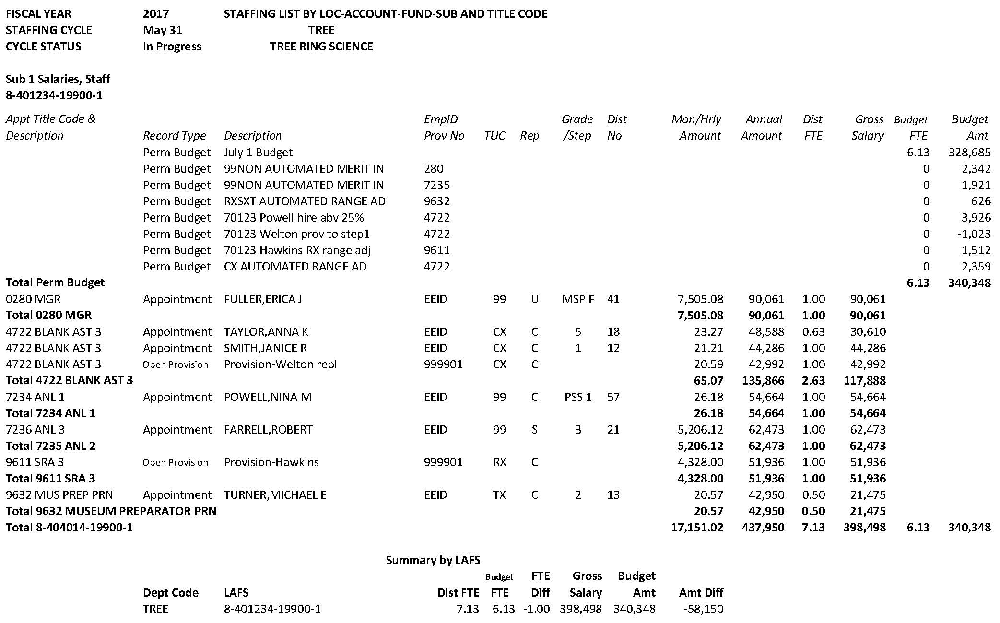 FISCAL YEAR 2017 STAFFING LIST BY LOC-ACCOUNT-FUND-SUB AND TITLE CODE
STAFFING CYCLE May 31 TREE
CYCLE STATUS In Progress TREE RING SCIENCE
Sub 1 Salaries, Staff
8-401234-19900-1
Appt Title Code & EmpID Grade Dist Mon/Hrly Annual Dist Gross Budget Budget
Description Record Type Description Prov No TUC Rep /Step No Amount Amount FTE Salary FTE Amt
Perm Budget July 1 Budget 6.13 328,685
Perm Budget 99NON AUTOMATED MERIT IN 280 0 2,342
Perm Budget 99NON AUTOMATED MERIT IN 7235 0 1,921
Perm Budget RXSXT AUTOMATED RANGE AD 9632 0 626
Perm Budget 70123 Powell hire abv 25% 4722 0 3,926
Perm Budget 70123 Welton prov to step1 4722 0 -1,023
Perm Budget 70123 Hawkins RX range adj 9611 0 1,512
Perm Budget CX AUTOMATED RANGE AD 4722 0 2,359
Total Perm Budget 6.13 340,348
0280 MGR Appointment FULLER,ERICA J EEID 99 U MSP F 41 7,505.08 90,061 1.00 90,061
Total 0280 MGR 7,505.08 90,061 1.00 90,061
4722 BLANK AST 3 Appointment TAYLOR,ANNA K EEID CX C 5 18 23.27 48,588 0.63 30,610
4722 BLANK AST 3 Appointment SMITH,JANICE R EEID CX C 1 12 21.21 44,286 1.00 44,286
4722 BLANK AST 3 Open Provision Provision-Welton repl 999901 CX C 20.59 42,992 1.00 42,992
Total 4722 BLANK AST 3 65.07 135,866 2.63 117,888
7234 ANL 1 Appointment POWELL,NINA M EEID 99 C PSS 1 57 26.18 54,664 1.00 54,664
Total 7234 ANL 1 26.18 54,664 1.00 54,664
7236 ANL 3 Appointment FARRELL,ROBERT EEID 99 S 3 21 5,206.12 62,473 1.00 62,473
Total 7235 ANL 2 5,206.12 62,473 1.00 62,473
9611 SRA 3 Open Provision Provision-Hawkins 999901 RX C 4,328.00 51,936 1.00 51,936
Total 9611 SRA 3 4,328.00 51,936 1.00 51,936
9632 MUS PREP PRN Appointment TURNER,MICHAEL E EEID TX C 2 13 20.57 42,950 0.50 21,475
Total 9632 MUSEUM PREPARATOR PRN 20.57 42,950 0.50 21,475
Total 8-404014-19900-1 17,151.02 437,950 7.13 398,498 6.13 340,348
Summary by LAFS
Budget FTE Gross Budget
Dept Code LAFS Dist FTE FTE Diff Salary Amt Amt Diff
TREE 8-401234-19900-1 7.13 6.13 -1.00 398,498 340,348 -58,150